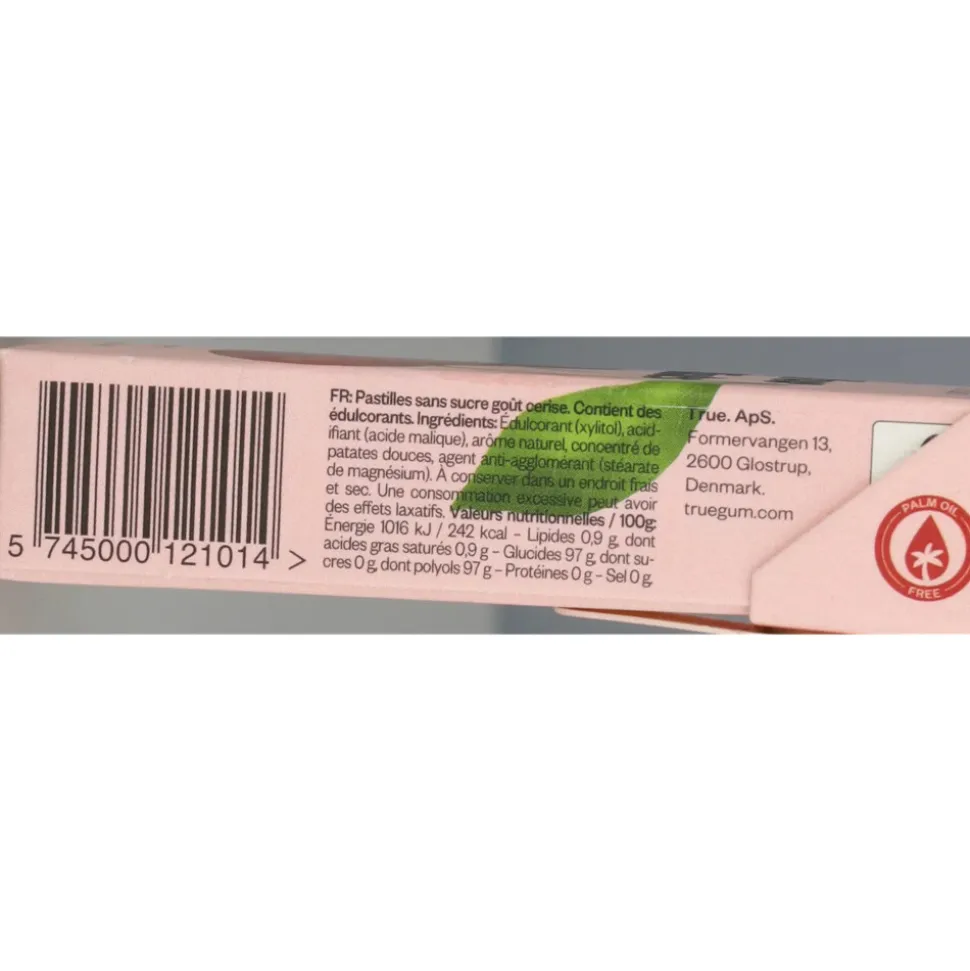 5 745000 121014 >
FR: Pastilles sans sucre goût cerise. Contient des
édulcorants. Ingrédients: Édulcorant (xylitol), acid-
ifiant (acide malique), arôme naturel, concentré de
patates douces, agent anti-agglomérant (stéarate
de magnésium). À conserver dans un endroit frais
et sec. Une consommation excessive peut avoir
des effets laxatifs. Valeurs nutritionnelles / 100g:
Énergie 1016 kJ / 242 kcal – Lipides 0,9 g, dont
acides gras saturés 0,9 g – Glucides 97 g, dont su-
cres 0 g, dont polyols 97 g – Protéines 0 g – Sel 0 g.
True. ApS.
Formervangen 13,
2600 Glostrup,
Denmark.
truegum.com
PALM OIL
FREE